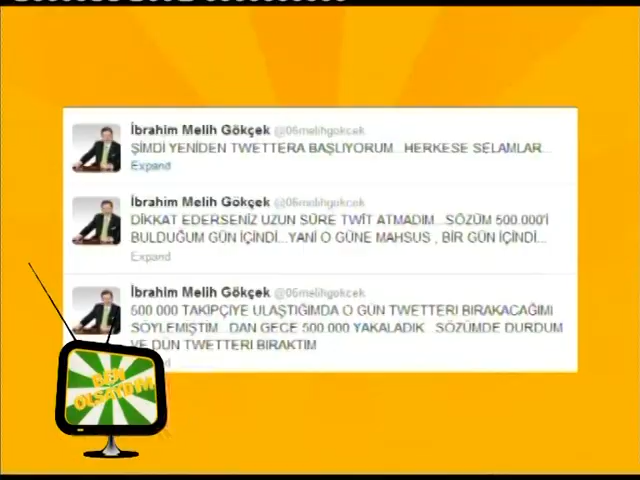 İbrahim Melih Gökçek @06melihgokcek
ŞİMDİ YENİDEN TWETTERA BAŞLIYORUM...HERKESE SELAMLAR...
Expand
İbrahim Melih Gökçek @06melihgokcek
DİKKAT EDERSENİZ UZUN SÜRE TWİT ATMADIM...SÖZÜM 500.000'İ
BULDUĞUM GÜN İÇİNDİ...YANİ O GÜNE MAHSUS , BİR GÜN İÇİNDİ...
Expand
İbrahim Melih Gökçek @06melihgokcek
500 000 TAKİPÇİYE ULAŞTIĞIMDA O GÜN TWETTERI BIRAKACAĞIMI
SÖYLEMİŞTİM...DAN GECE 500.000 YAKALADIK...SÖZÜMDE DURDUM
VE DÜN TWETTERI BIRAKTIM
BEN
OLSAYDIM